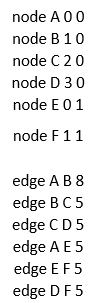 node A 0 0
node B 1 0
node C 2 0
node D 3 0
node E 0 1
node F 1 1
edge A B 8
edge B C 5
edge C D 5
edge A E 5
edge E F 5
edge D F 5